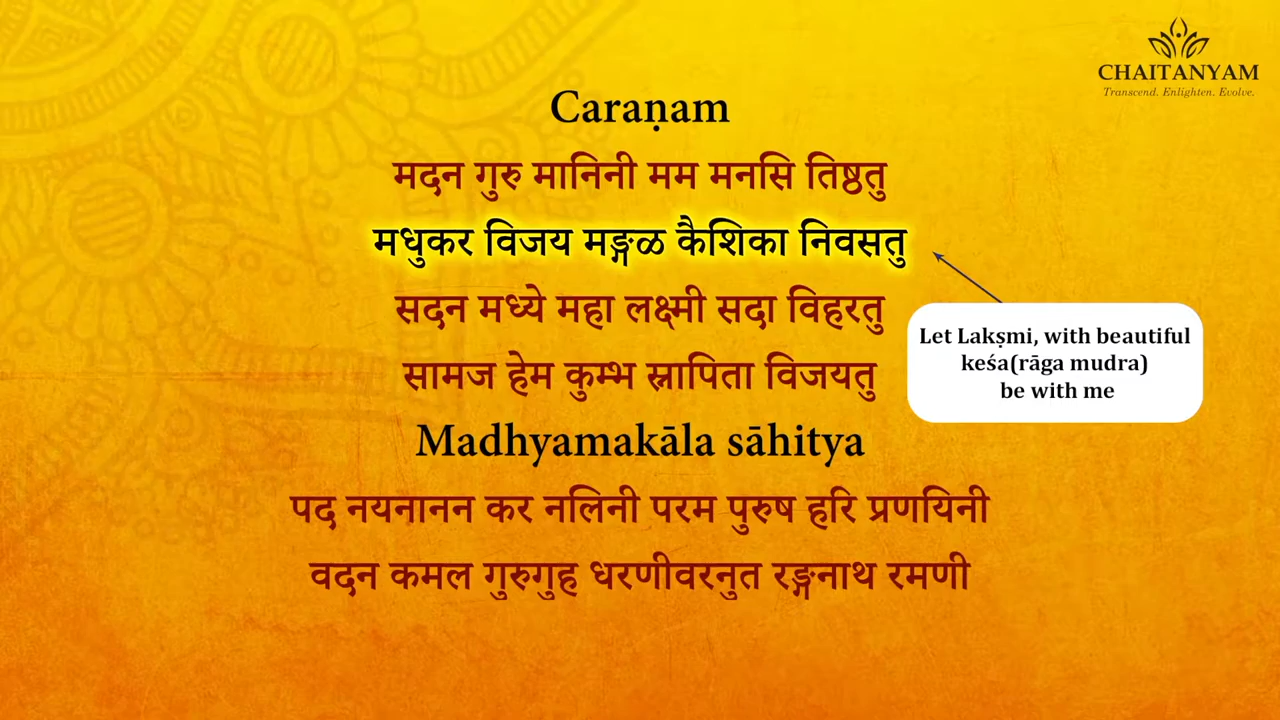 CHAITANYAM
Transcend. Enlighten. Evolve.
Caraṇam
मदन गुरु मानिनी मम मनसि तिष्ठतु
मधुकर विजय मङ्गळ कैशिका निवसतु
सदन मध्ये महा लक्ष्मी सदा विहरतु
सामज हेम कुम्भ स्नापिता विजयतु
Let Lakṣmi, with beautiful
keśa(rāga mudra)
be with me
Madhyamakāla sāhitya
पद नयनानन कर नलिनी परम पुरुष हरि प्रणयिनी
वदन कमल गुरुगुह धरणीवरनुत रङ्गनाथ रमणी